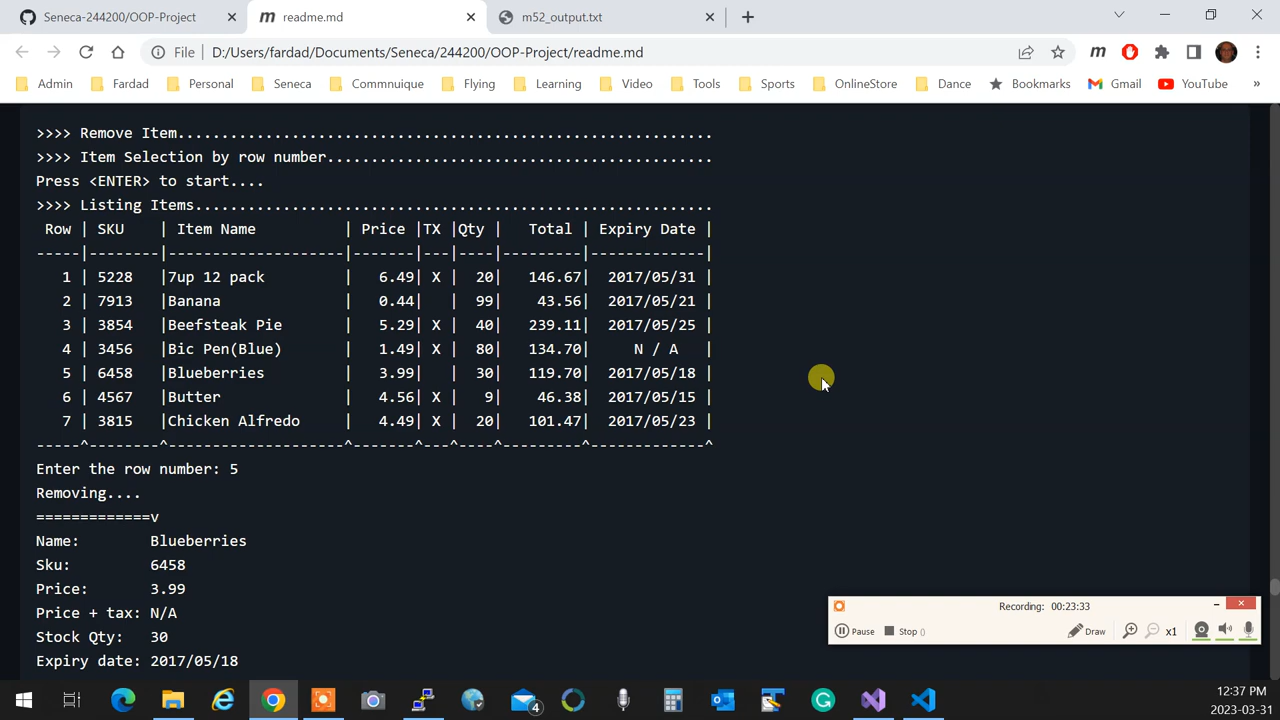 Seneca-244200/OOP-Project
readme.md
m52_output.txt
File
D:/Users/fardad/Documents/Seneca/244200/OOP-Project/readme.md
Admin
Fardad
Personal
Seneca
Commnuique
Flying
Learning
Video
Tools
Sports
OnlineStore
Dance
Bookmarks
Gmail
YouTube
»
>>>> Remove Item.............................................................
>>>> Item Selection by row number............................................
Press <ENTER> to start....
>>>> Listing Items...........................................................
 Row | SKU    | Item Name          | Price |TX |Qty |   Total | Expiry Date |
-----|--------|--------------------|-------|---|----|---------|-------------|
   1 | 5228   |7up 12 pack         |   6.49| X |  20|   146.67|  2017/05/31 |
   2 | 7913   |Banana              |   0.44|   |  99|    43.56|  2017/05/21 |
   3 | 3854   |Beefsteak Pie       |   5.29| X |  40|   239.11|  2017/05/25 |
   4 | 3456   |Bic Pen(Blue)       |   1.49| X |  80|   134.70|     N / A   |
   5 | 6458   |Blueberries         |   3.99|   |  30|   119.70|  2017/05/18 |
   6 | 4567   |Butter              |   4.56| X |   9|    46.38|  2017/05/15 |
   7 | 3815   |Chicken Alfredo     |   4.49| X |  20|   101.47|  2017/05/23 |
-----^--------^--------------------^-------^---^----^---------^-------------^
Enter the row number: 5
Removing....
=============v
Name:        Blueberries
Sku:         6458
Price:       3.99
Price + tax: N/A
Stock Qty:   30
Expiry date: 2017/05/18
Recording: 00:23:33
Pause
Stop ()
Draw
x1
4
12:37 PM
2023-03-31